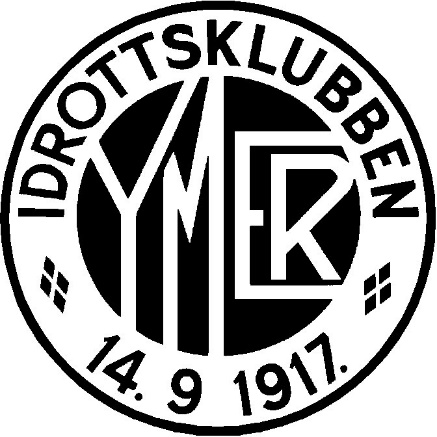 IDROTTSKLUBBEN
YMER
14. 9 1917.